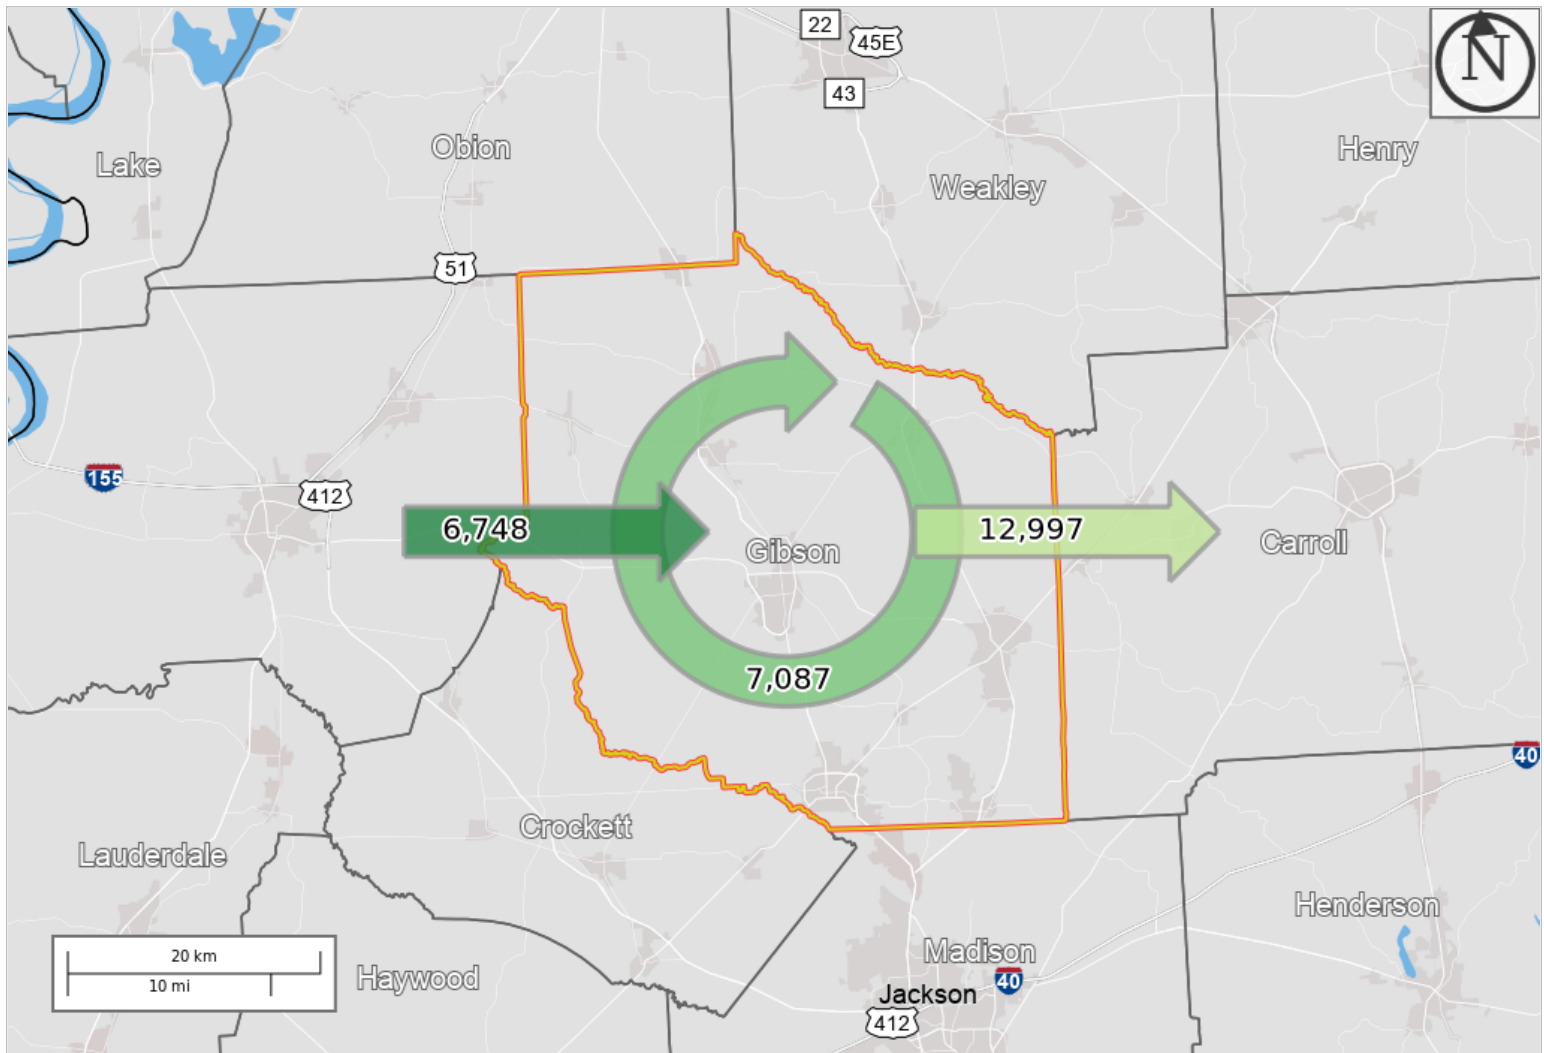 22
45E
N
43
Obion
Henry
Lake
Weakley
51
155
412
6,748
12,997
Gibson
Carroll
7,087
40
Crockett
Lauderdale
Henderson
Madison
20 km
10 mi
Haywood
40
Jackson
412